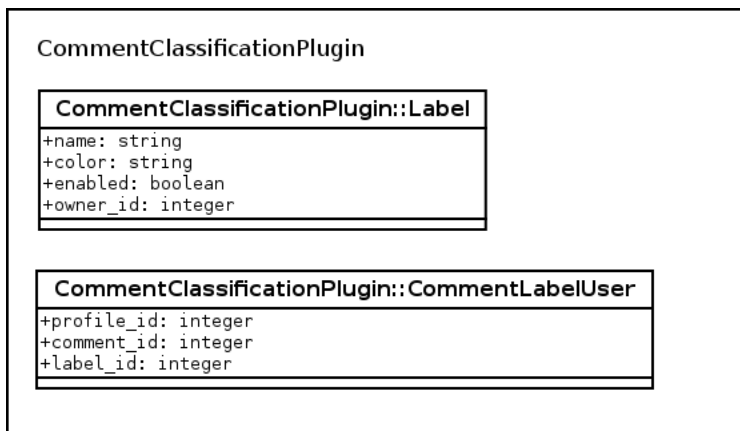 CommentClassificationPlugin
CommentClassificationPlugin::Label
+name: string
+color: string
+enabled: boolean
+owner_id: integer
CommentClassificationPlugin::CommentLabelUser
+profile_id: integer
+comment_id: integer
+label_id: integer